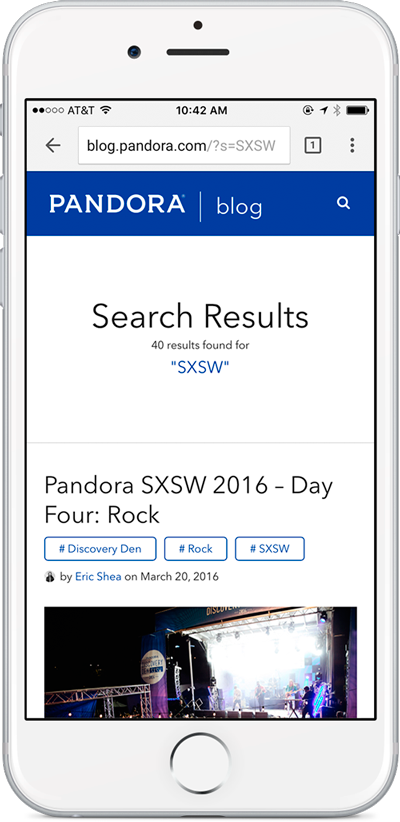 AT&T 10:42 AM
blog.pandora.com/?s=SXSW 1
PANDORA® blog
Search Results
40 results found for
"SXSW"
Pandora SXSW 2016 – Day
Four: Rock
# Discovery Den # Rock # SXSW
by Eric Shea on March 20, 2016
DISCOVERY